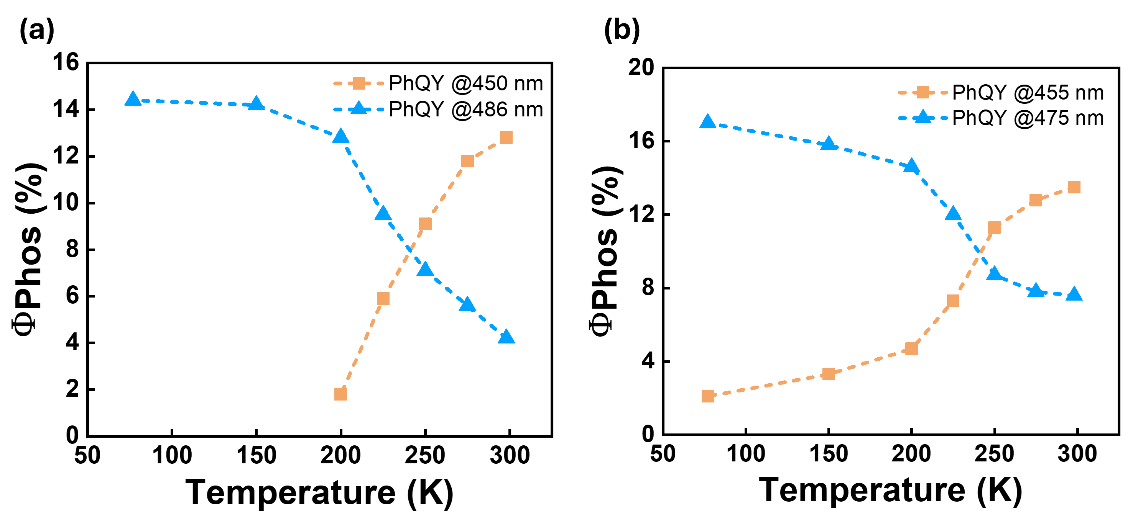 (a)
16
14
12
10
8
6
4
2
0
ΦPhos (%)
PhQY @450 nm
PhQY @486 nm
50 100 150 200 250 300
Temperature (K)
(b)
20
16
12
8
4
0
ΦPhos (%)
PhQY @455 nm
PhQY @475 nm
50 100 150 200 250 300
Temperature (K)